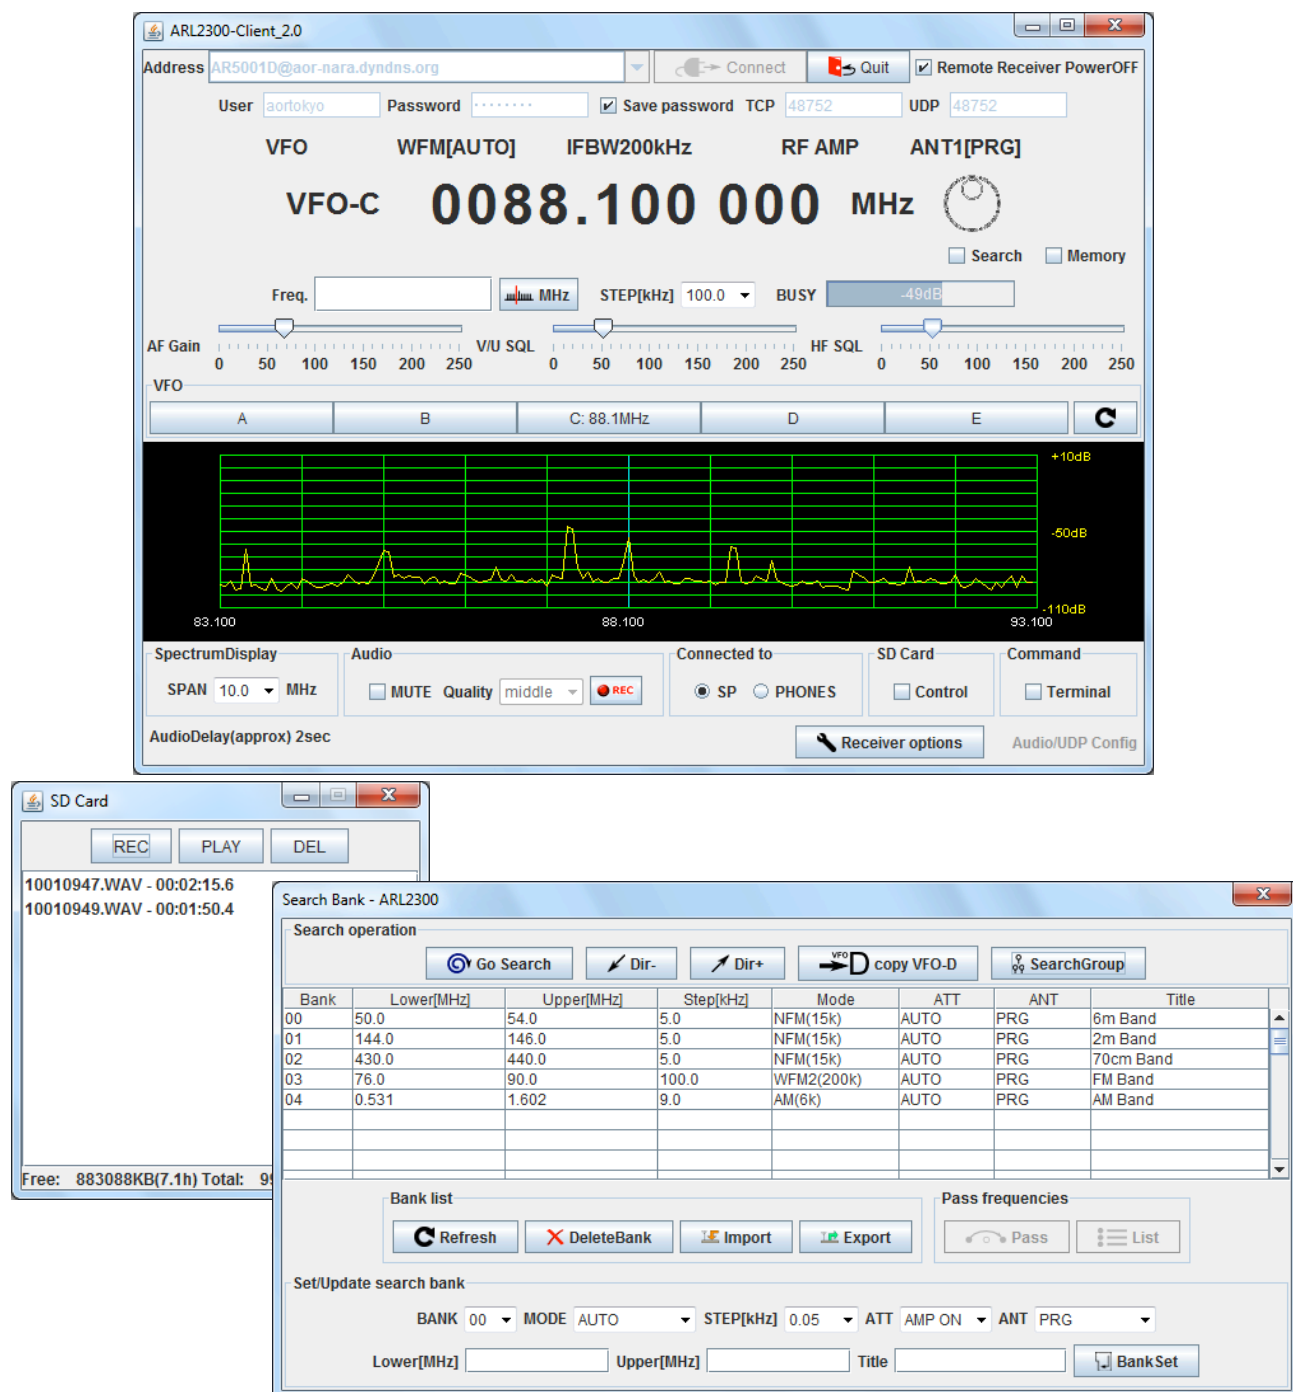 ARL2300-Client_2.0
Address AR5001D@aor-nara.dyndns.org Connect Quit Remote Receiver PowerOFF
User aortokyo Password ········ Save password TCP 48752 UDP 48752
VFO WFM[AUTO] IFBW200kHz RF AMP ANT1[PRG]
VFO-C 0088.100 000 MHz
Search Memory
Freq. MHz STEP[kHz] 100.0 BUSY -49dB
AF Gain V/U SQL HF SQL
0 50 100 150 200 250 0 50 100 150 200 250 0 50 100 150 200 250
VFO
A B C: 88.1MHz D E
+10dB
-50dB
-110dB
83.100 88.100 93.100
SpectrumDisplay Audio Connected to SD Card Command
SPAN 10.0 MHz MUTE Quality middle REC SP PHONES Control Terminal
AudioDelay(approx) 2sec Receiver options Audio/UDP Config
SD Card
REC PLAY DEL
10010947.WAV - 00:02:15.6
10010949.WAV - 00:01:50.4
Free: 883088KB(7.1h) Total:
Search Bank - ARL2300
Search operation
Go Search Dir- Dir+ VFO D copy VFO-D SearchGroup
Bank Lower[MHz] Upper[MHz] Step[kHz] Mode ATT ANT Title
00 50.0 54.0 5.0 NFM(15k) AUTO PRG 6m Band
01 144.0 146.0 5.0 NFM(15k) AUTO PRG 2m Band
02 430.0 440.0 5.0 NFM(15k) AUTO PRG 70cm Band
03 76.0 90.0 100.0 WFM2(200k) AUTO PRG FM Band
04 0.531 1.602 9.0 AM(6k) AUTO PRG AM Band
Bank list Pass frequencies
Refresh DeleteBank Import Export Pass List
Set/Update search bank
BANK 00 MODE AUTO STEP[kHz] 0.05 ATT AMP ON ANT PRG
Lower[MHz] Upper[MHz] Title BankSet